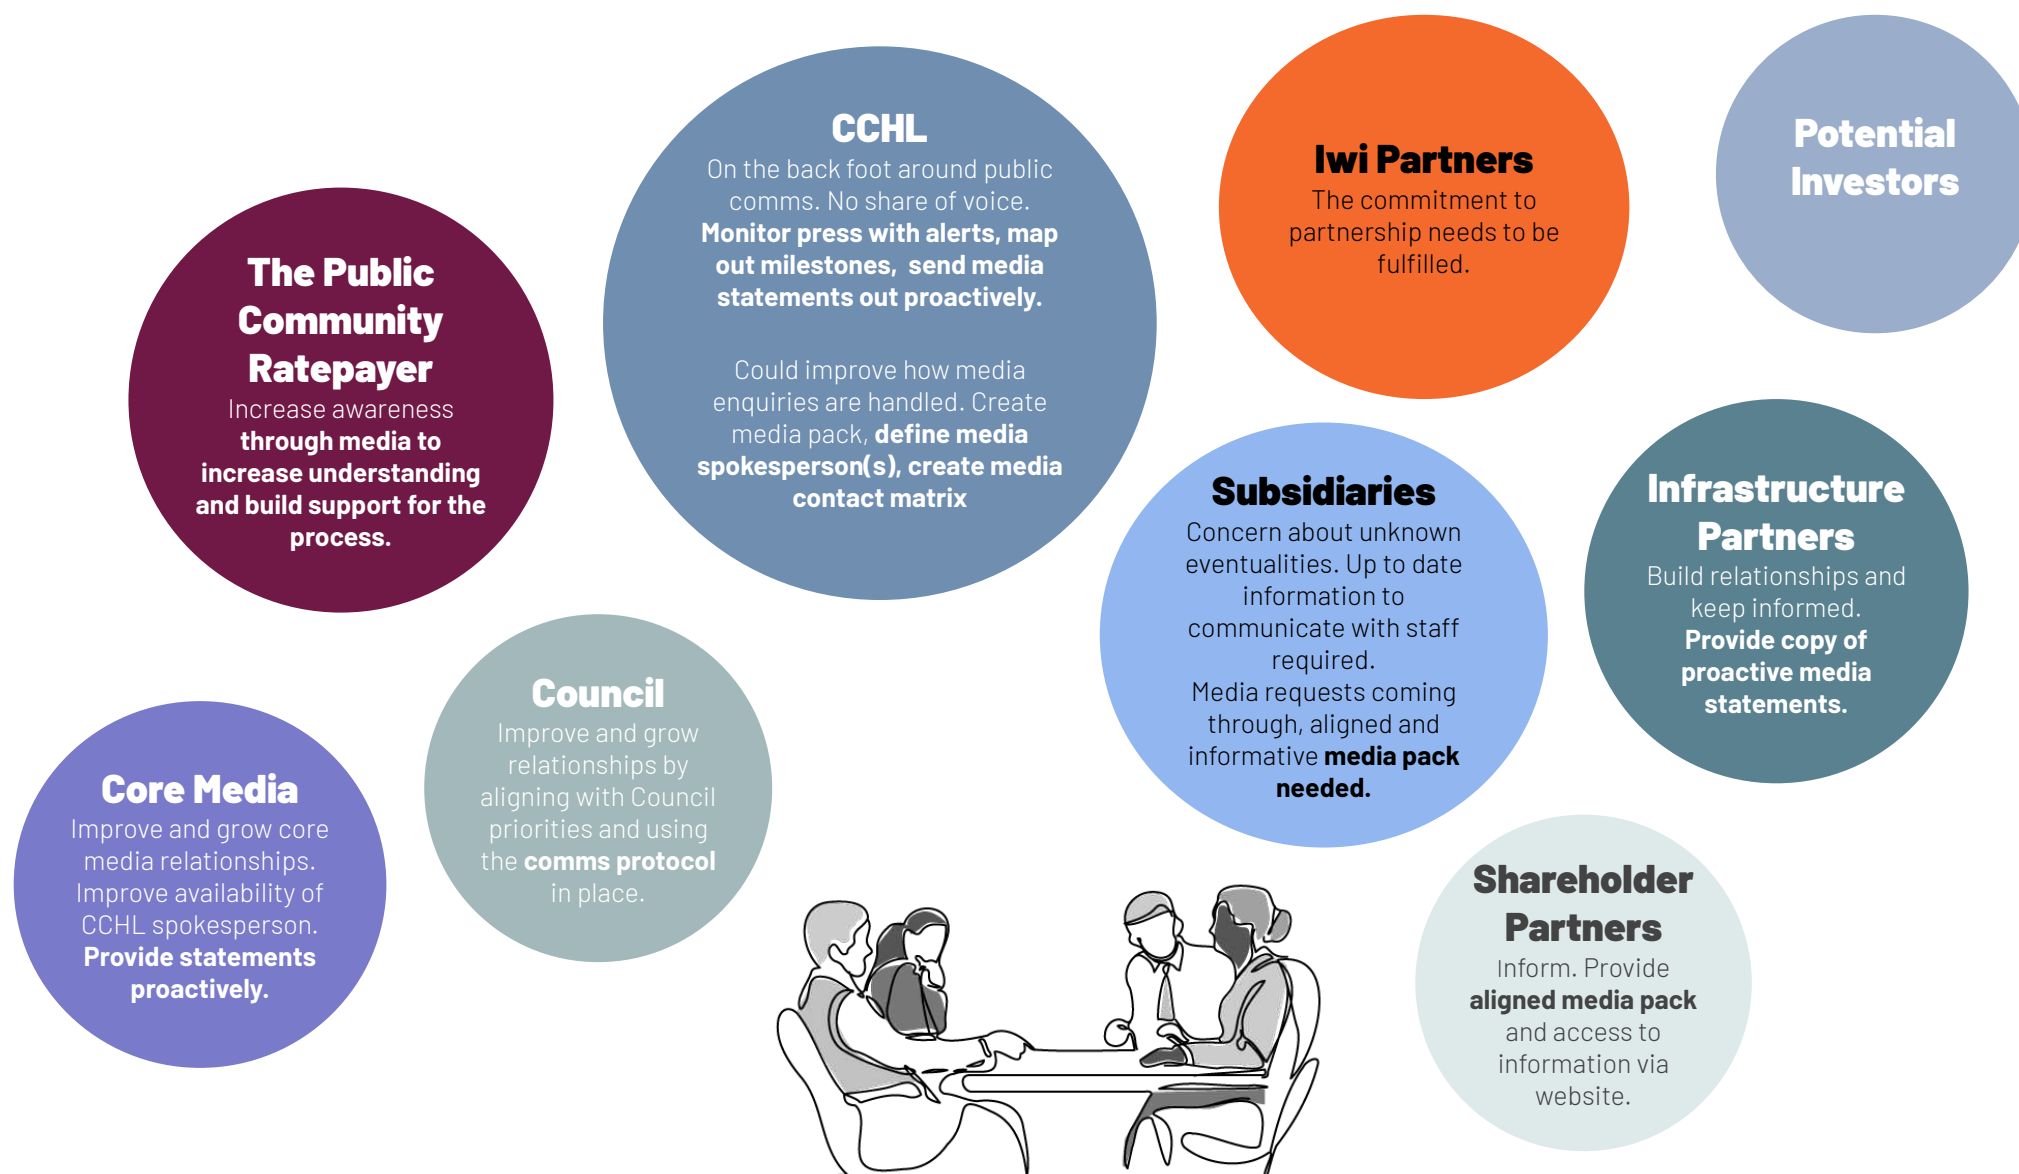 The Public
Community
Ratepayer
Increase awareness
through media to
increase understanding
and build support for the
process.
CCHL
On the back foot around public
comms. No share of voice.
Monitor press with alerts, map
out milestones, send media
statements out proactively.
Could improve how media
enquiries are handled. Create
media pack, define media
spokesperson(s), create media
contact matrix
Iwi Partners
The commitment to
partnership needs to be
fulfilled.
Potential
Investors
Core Media
Improve and grow core
media relationships.
Improve availability of
CCHL spokesperson.
Provide statements
proactively.
Council
Improve and grow
relationships by
aligning with Council
priorities and using
the comms protocol
in place.
Subsidiaries
Concern about unknown
eventualities. Up to date
information to
communicate with staff
required.
Media requests coming
through, aligned and
informative media pack
needed.
Infrastructure
Partners
Build relationships and
keep informed.
Provide copy of
proactive media
statements.
Shareholder
Partners
Inform. Provide
aligned media pack
and access to
information via
website.